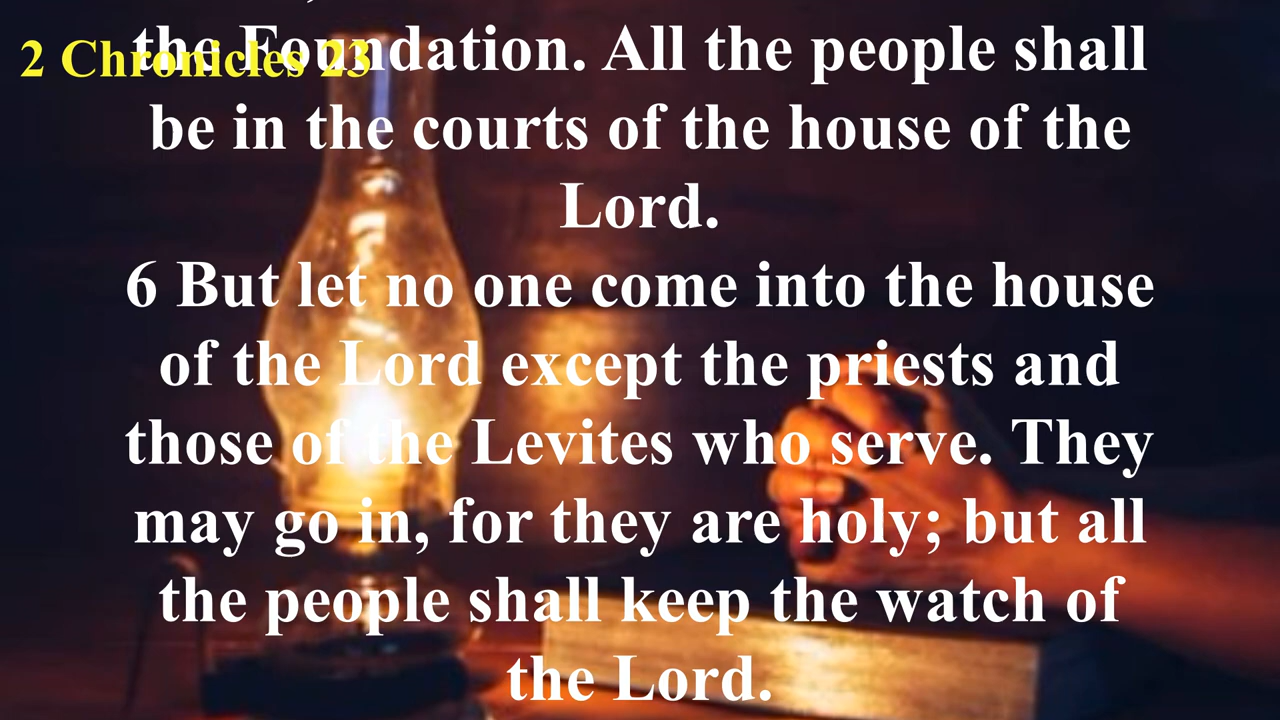 2 Chronicles 23
the Foundation. All the people shall
be in the courts of the house of the
Lord.
6 But let no one come into the house
of the Lord except the priests and
those of the Levites who serve. They
may go in, for they are holy; but all
the people shall keep the watch of
the Lord.